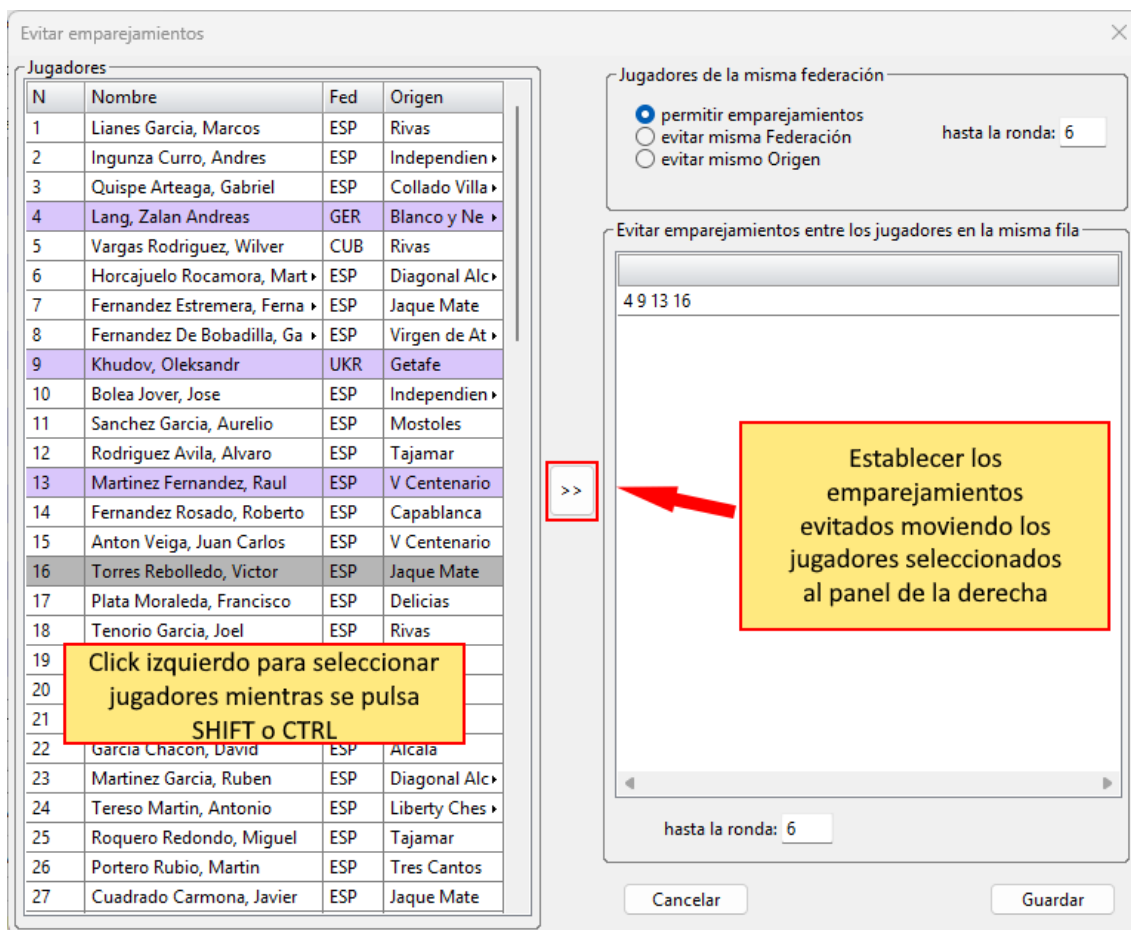 Evitar emparejamientos
Jugadores
N Nombre Fed Origen
1 Lianes Garcia, Marcos ESP Rivas
2 Ingunza Curro, Andres ESP Independien
3 Quispe Arteaga, Gabriel ESP Collado Villa
4 Lang, Zalan Andreas GER Blanco y Ne
5 Vargas Rodriguez, Wilver CUB Rivas
6 Horcajuelo Rocamora, Mart ESP Diagonal Alc
7 Fernandez Estremera, Ferna ESP Jaque Mate
8 Fernandez De Bobadilla, Ga ESP Virgen de At
9 Khudov, Oleksandr UKR Getafe
10 Bolea Jover, Jose ESP Independien
11 Sanchez Garcia, Aurelio ESP Mostoles
12 Rodriguez Avila, Alvaro ESP Tajamar
13 Martinez Fernandez, Raul ESP V Centenario
14 Fernandez Rosado, Roberto ESP Capablanca
15 Anton Veiga, Juan Carlos ESP V Centenario
16 Torres Rebolledo, Victor ESP Jaque Mate
17 Plata Moraleda, Francisco ESP Delicias
18 Tenorio Garcia, Joel ESP Rivas
19
20
21
22 Garcia Chacon, David ESP Alcala
23 Martinez Garcia, Ruben ESP Diagonal Alc
24 Tereso Martin, Antonio ESP Liberty Ches
25 Roquero Redondo, Miguel ESP Tajamar
26 Portero Rubio, Martin ESP Tres Cantos
27 Cuadrado Carmona, Javier ESP Jaque Mate
Click izquierdo para seleccionar
jugadores mientras se pulsa
SHIFT o CTRL
>>
Jugadores de la misma federación
permitir emparejamientos
evitar misma Federación
evitar mismo Origen
hasta la ronda: 6
Evitar emparejamientos entre los jugadores en la misma fila
4 9 13 16
Establecer los
emparejamientos
evitados moviendo los
jugadores seleccionados
al panel de la derecha
hasta la ronda: 6
Cancelar
Guardar